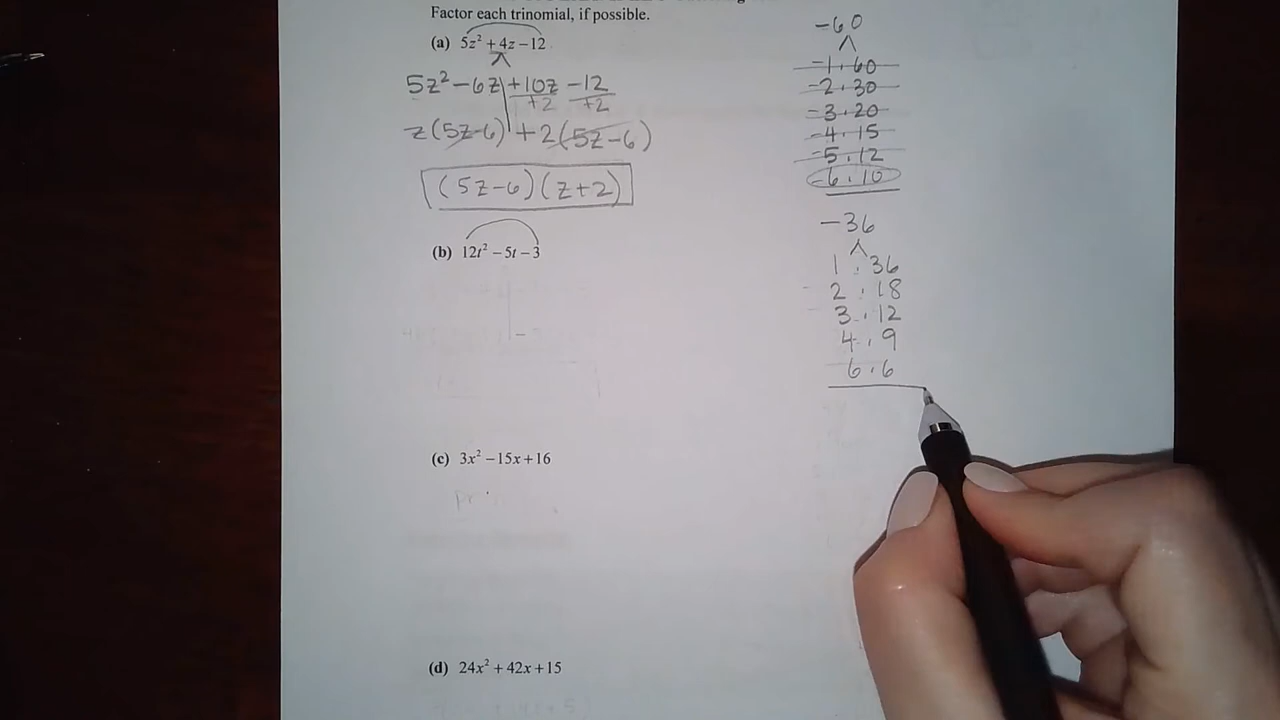 Factor each trinomial, if possible.
(a) 5z² + 4z − 12
5z² − 6z + 10z − 12
+2 +2
z(5z−6) + 2(5z−6)
(5z−6)(z+2)
(b) 12t² − 5t − 3
(c) 3x² − 15x + 16
(d) 24x² + 42x + 15
−60
−1 · 60
−2 · 30
−3 · 20
−4 · 15
−5 · 12
−6 · 10
−36
1 · 36
2 · 18
3 · 12
4 · 9
6 · 6